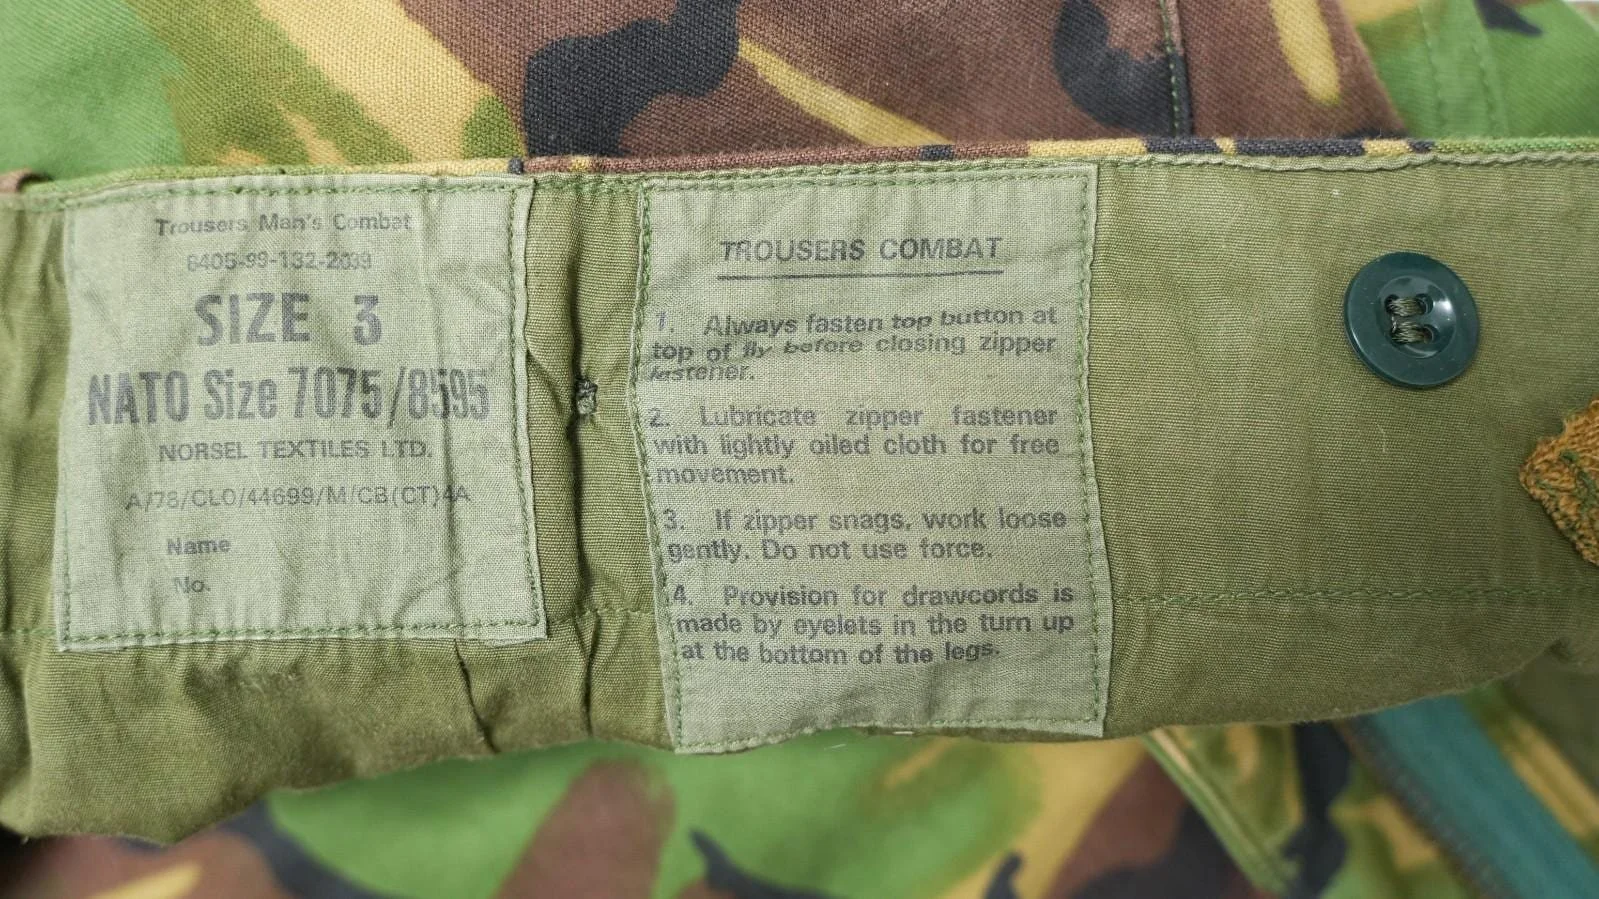 Trousers Man's Combat
8405-99-132-2033
SIZE 3
NATO Size 7075/8595
NORSEL TEXTILES LTD.
A/78/CLO/44699/M/CB(CT)4A
Name
No.
TROUSERS COMBAT
1. Always fasten top button at
top of fly before closing zipper
fastener.
2. Lubricate zipper fastener
with lightly oiled cloth for free
movement.
3. If zipper snags, work loose
gently. Do not use force.
4. Provision for drawcords is
made by eyelets in the turn up
at the bottom of the legs.